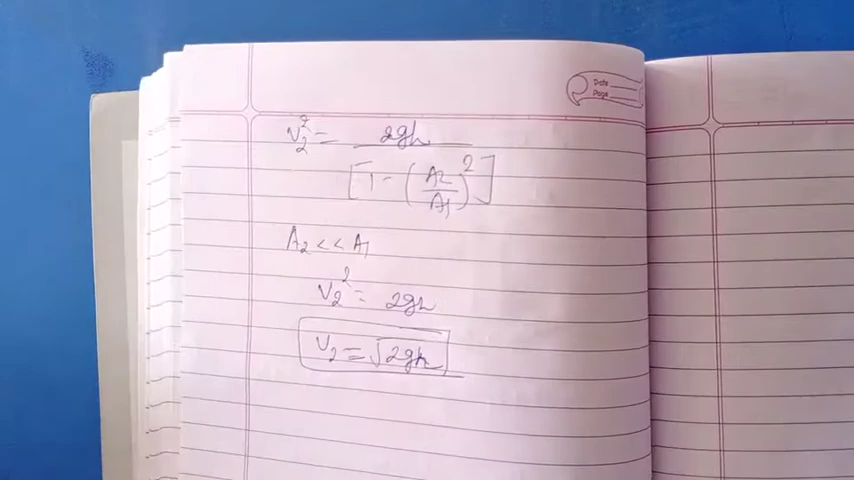 Date
Page
V₂² = 2gh / [1 - (A₂/A₁)²]
A₂ << A₁
V₂² = 2gh
V₂ = √2gh